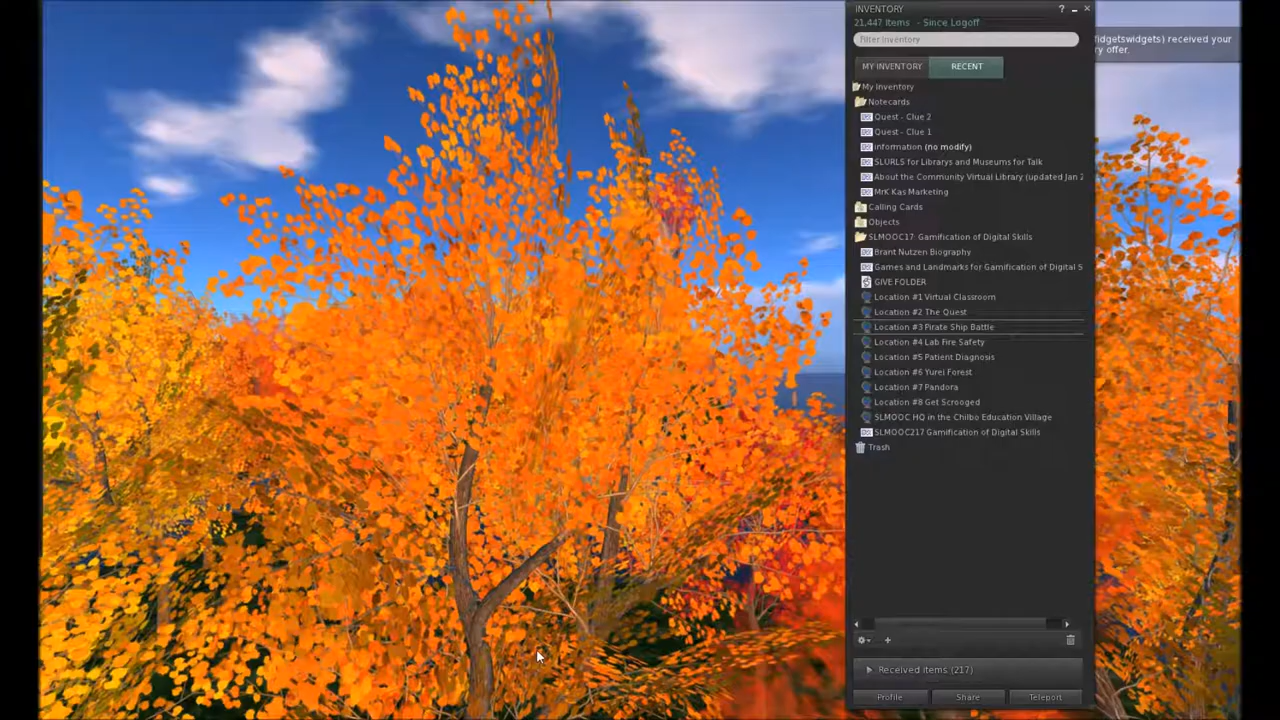 INVENTORY
?
21,447 Items - Since Logoff
Filter Inventory
MY INVENTORY
RECENT
fidgetswidgets) received your
ry offer.
My Inventory
Notecards
Quest - Clue 2
Quest - Clue 1
Information (no modify)
SLURLS for Librarys and Museums for Talk
About the Community Virtual Library (updated Jan 2
MrK Kas Marketing
Calling Cards
Objects
SLMOOC17: Gamification of Digital Skills
Brant Nutzen Biography
Games and Landmarks for Gamification of Digital S
GIVE FOLDER
Location #1 Virtual Classroom
Location #2 The Quest
Location #3 Pirate Ship Battle
Location #4 Lab Fire Safety
Location #5 Patient Diagnosis
Location #6 Yurei Forest
Location #7 Pandora
Location #8 Get Scrooged
SLMOOC HQ in the Chilbo Education Village
SLMOOC217 Gamification of Digital Skills
Trash
Received Items (217)
Profile
Share
Teleport